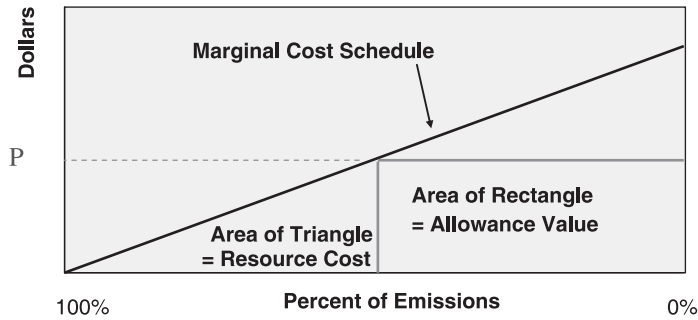 Dollars
Marginal Cost Schedule
P
Area of Rectangle
= Allowance Value
Area of Triangle
= Resource Cost
100%
Percent of Emissions
0%